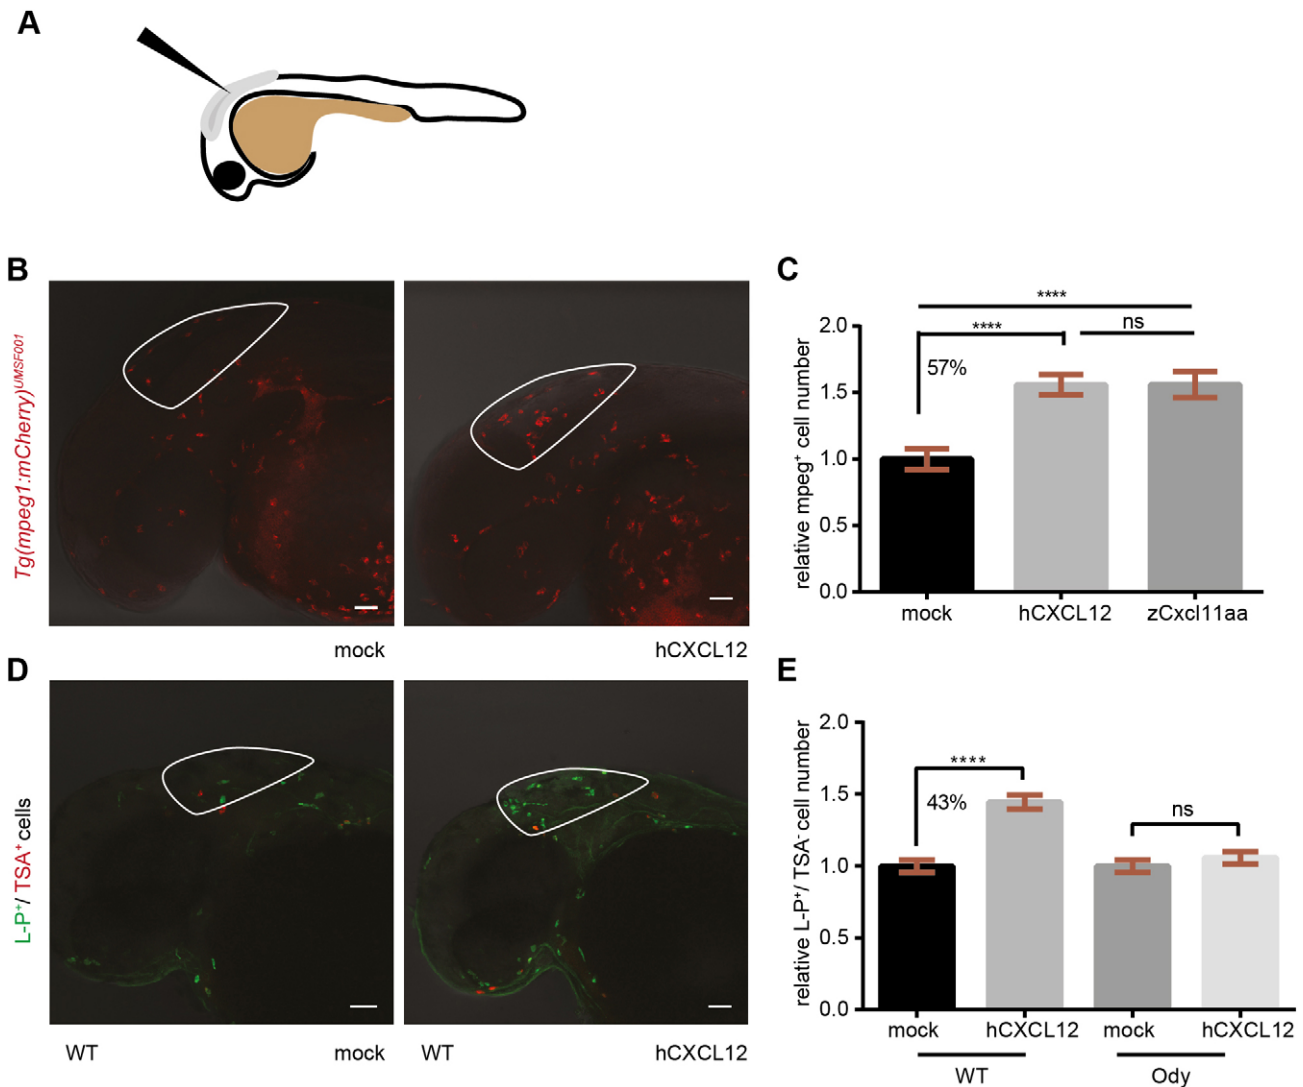 A
B
Tg(mpeg1:mCherry)UMSF001
mock
hCXCL12
C
relative mpeg+ cell number
2.0
1.5
1.0
0.5
0.0
****
****
ns
57%
mock
hCXCL12
zCxcl11aa
D
L-P+/ TSA+ cells
WT
mock
WT
hCXCL12
E
relative L-P+/ TSA- cell number
2.0
1.5
1.0
0.5
0.0
****
43%
ns
mock
hCXCL12
mock
hCXCL12
WT
Ody